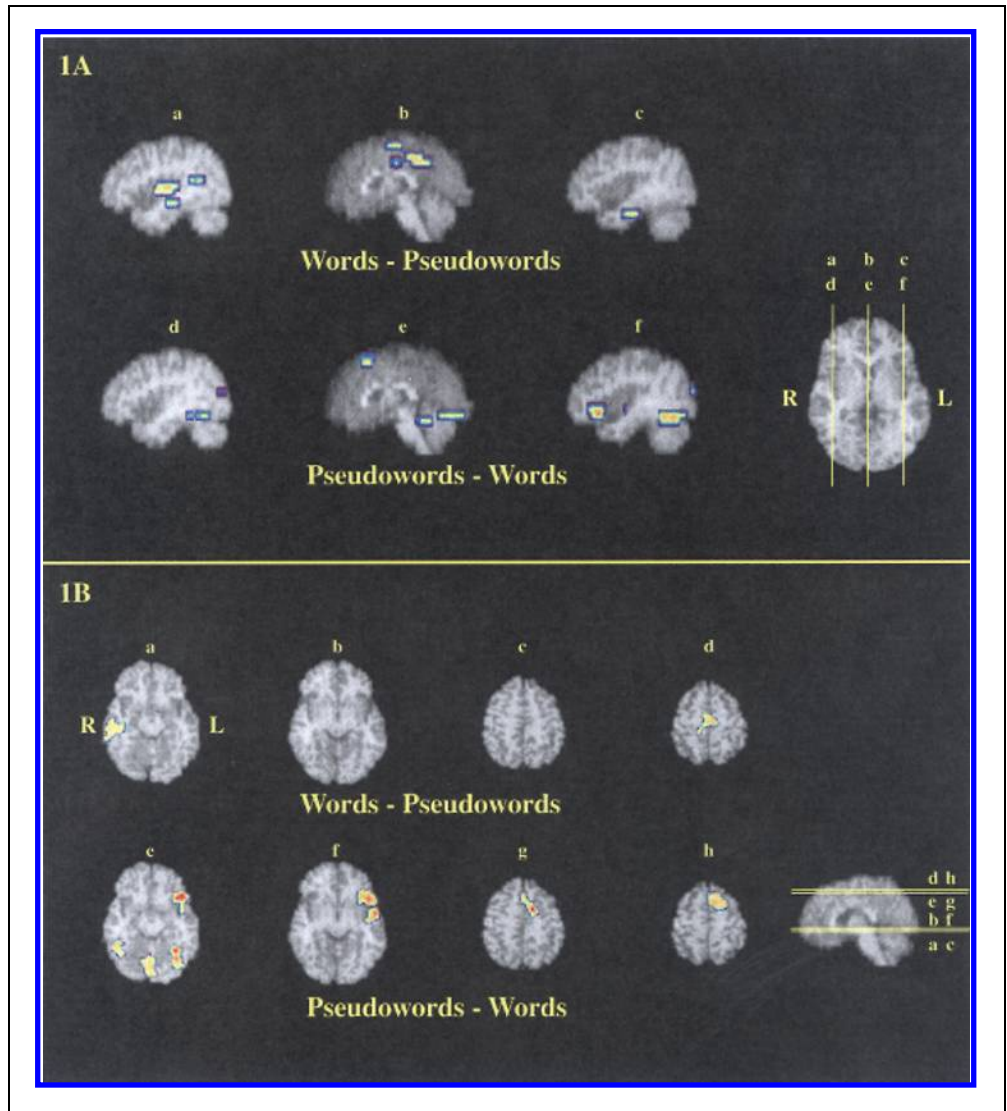 1A
a b c
Words - Pseudowords
a b c
d e f
d e f
R L
Pseudowords - Words
1B
a b c d
R L
Words - Pseudowords
e f g h
d h
e g
b f
a c
Pseudowords - Words